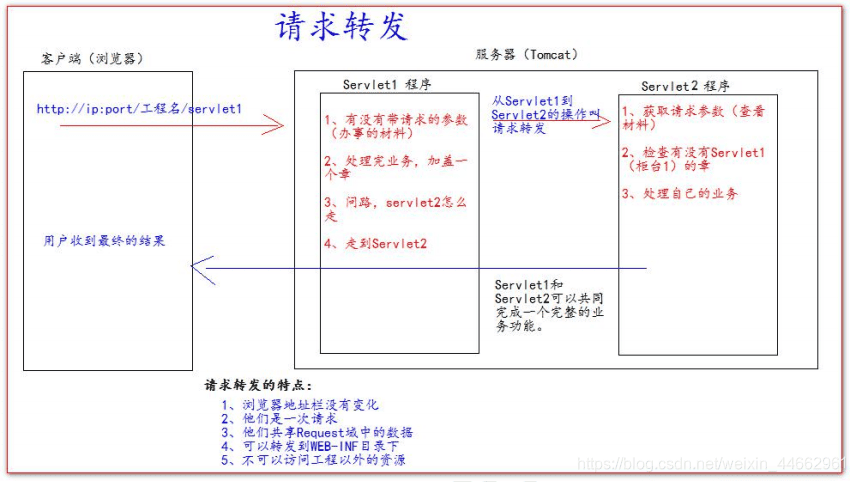 请求转发
客户端（浏览器）
服务器（Tomcat）
http://ip:port/工程名/servlet1
用户收到最终的结果
Servlet1 程序
1、有没有带请求的参数
（办事的材料）
2、处理完业务，加盖一
个章
3、问路，servlet2怎么
走
4、走到Servlet2
从Servlet1到
Servlet2的操作叫
请求转发
Servlet2 程序
1、获取请求参数（查看
材料）
2、检查有没有Servlet1
（柜台1）的章
3、处理自己的业务
Servlet1和
Servlet2可以共同
完成一个完整的业
务功能。
请求转发的特点：
1、浏览器地址栏没有变化
2、他们是一次请求
3、他们共享Request域中的数据
4、可以转发到WEB-INF目录下
5、不可以访问工程以外的资源
https://blog.csdn.net/weixin_44662961